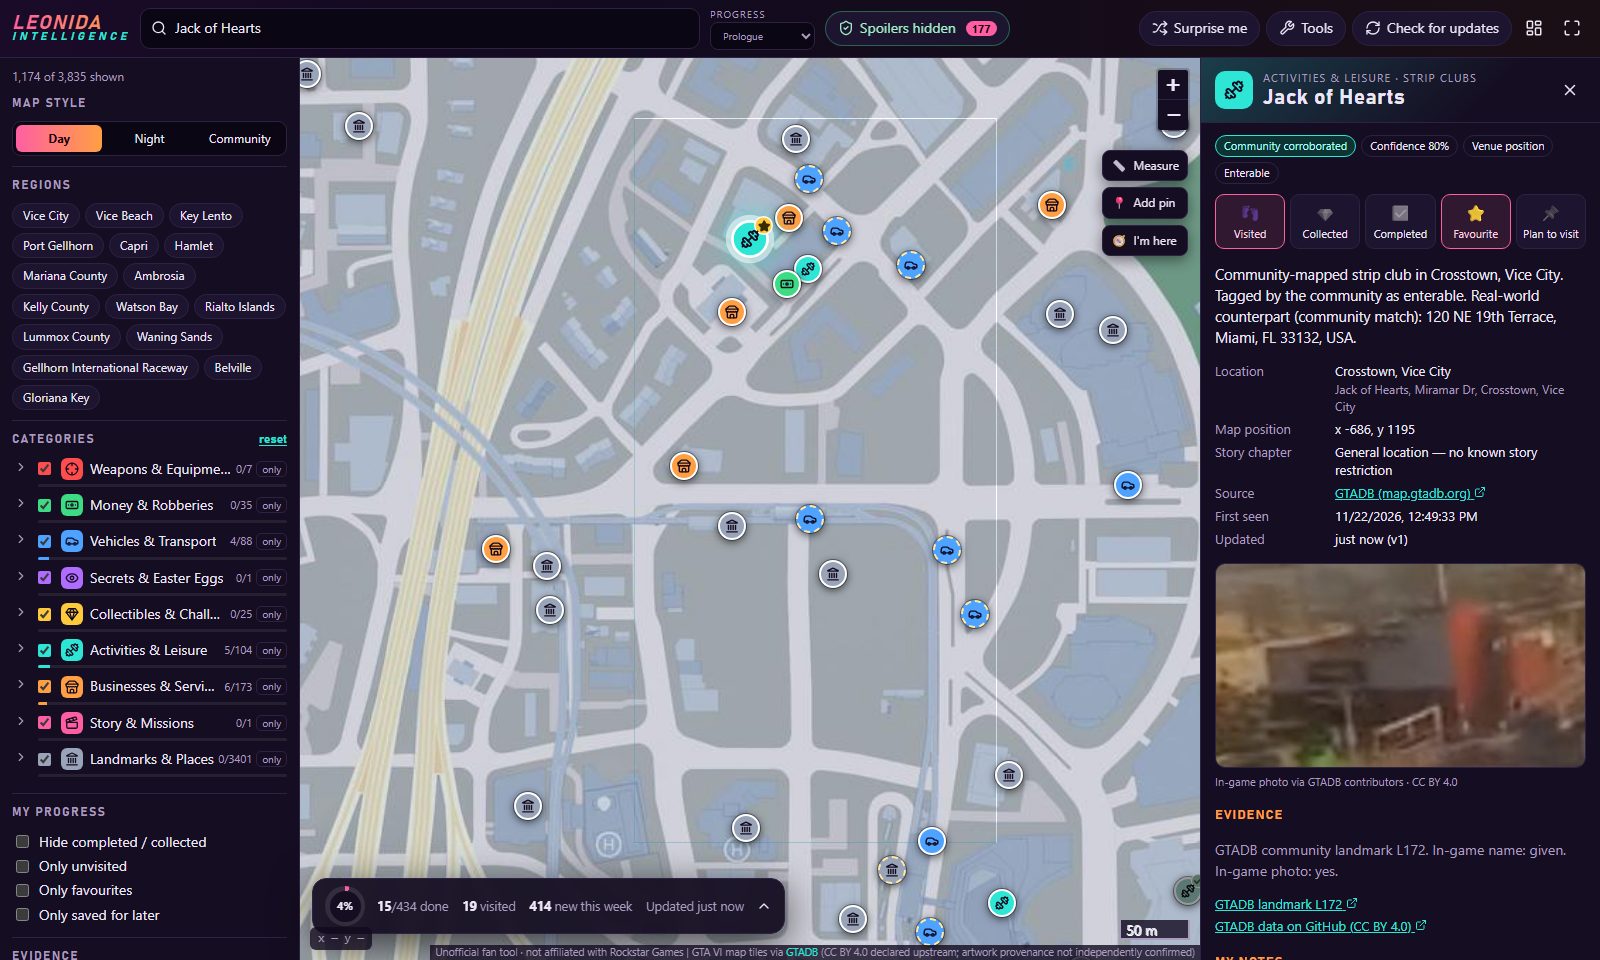 LEONIDA
INTELLIGENCE
Jack of Hearts
PROGRESS
Prologue
Spoilers hidden 177
Surprise me
Tools
Check for updates
1,174 of 3,835 shown
MAP STYLE
Day Night Community
REGIONS
Vice City Vice Beach Key Lento
Port Gellhorn Capri Hamlet
Mariana County Ambrosia
Kelly County Watson Bay Rialto Islands
Lummox County Waning Sands
Gellhorn International Raceway Belville
Gloriana Key
CATEGORIES reset
Weapons & Equipme... 0/7 only
Money & Robberies 0/35 only
Vehicles & Transport 4/88 only
Secrets & Easter Eggs 0/1 only
Collectibles & Chall... 0/25 only
Activities & Leisure 5/104 only
Businesses & Servi... 6/173 only
Story & Missions 0/1 only
Landmarks & Places 0/3401 only
MY PROGRESS
Hide completed / collected
Only unvisited
Only favourites
Only saved for later
EVIDENCE
+
−
Measure
Add pin
I'm here
H
H
4% 15/434 done 19 visited 414 new this week Updated just now
x — y —
50 m
Unofficial fan tool · not affiliated with Rockstar Games | GTA VI map tiles via GTADB (CC BY 4.0 declared upstream; artwork provenance not independently confirmed)
ACTIVITIES & LEISURE · STRIP CLUBS
Jack of Hearts
Community corroborated Confidence 80% Venue position
Enterable
Visited Collected Completed Favourite Plan to visit
Community-mapped strip club in Crosstown, Vice City.
Tagged by the community as enterable. Real-world
counterpart (community match): 120 NE 19th Terrace,
Miami, FL 33132, USA.
Location Crosstown, Vice City
Jack of Hearts, Miramar Dr, Crosstown, Vice
City
Map position x -686, y 1195
Story chapter General location — no known story
restriction
Source GTADB (map.gtadb.org)
First seen 11/22/2026, 12:49:33 PM
Updated just now (v1)
In-game photo via GTADB contributors · CC BY 4.0
EVIDENCE
GTADB community landmark L172. In-game name: given.
In-game photo: yes.
GTADB landmark L172
GTADB data on GitHub (CC BY 4.0)
MY NOTES